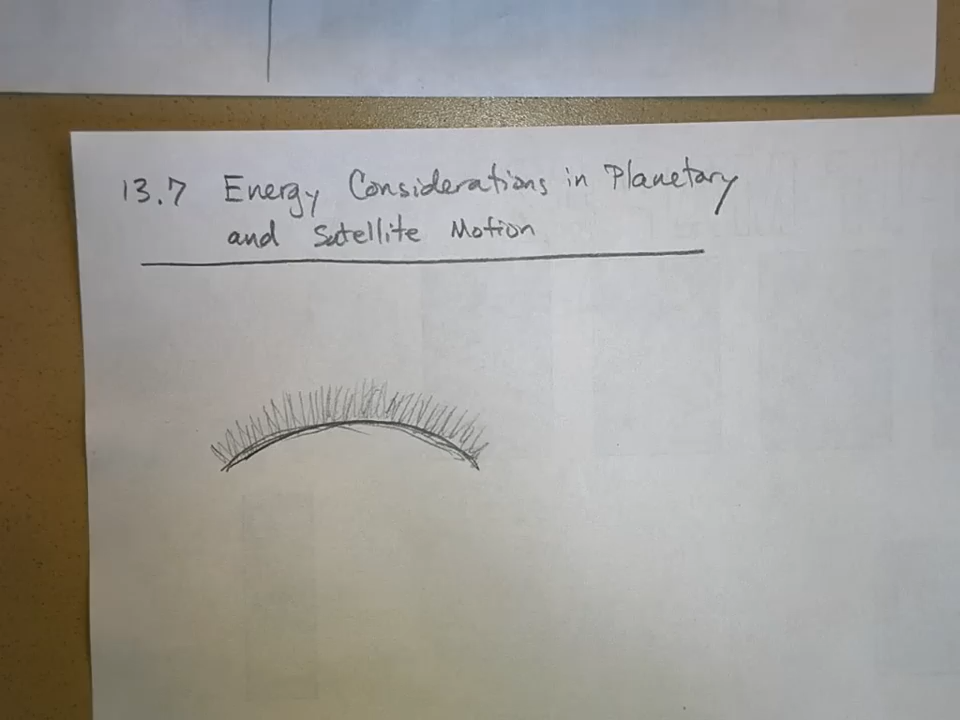 13.7 Energy Considerations in Planetary
and Satellite Motion